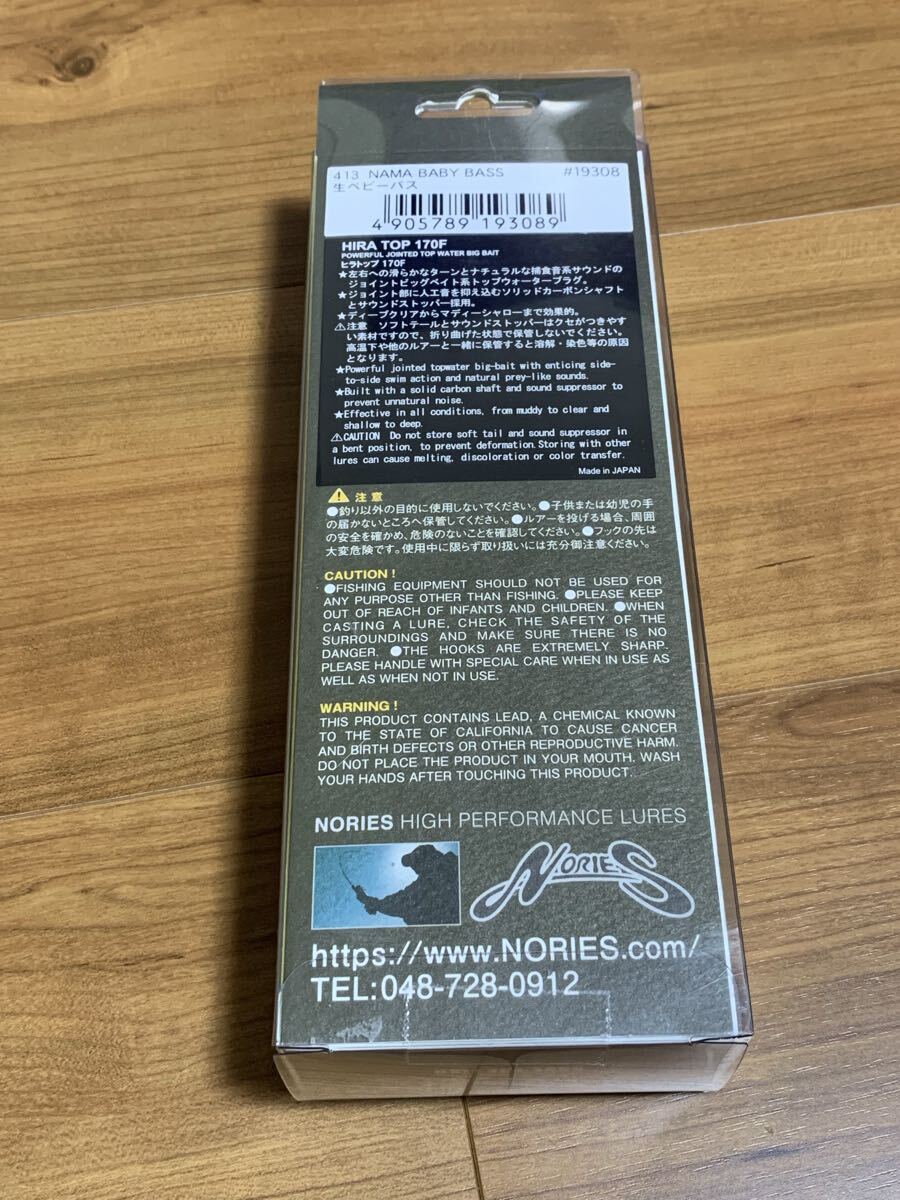 413 NAMA BABY BASS #19308
生ベビーバス
4 905789 193089
HIRA TOP 170F
POWERFUL JOINTED TOP WATER BIG BAIT
ヒラトップ 170F
★左右への滑らかなターンとナチュラルな捕食音系サウンドの
ジョイントビッグベイト系トップウォータープラグ。
★ジョイント部に人工音を抑え込むソリッドカーボンシャフト
とサウンドストッパー採用。
★ディープクリアからマディーシャローまで効果的。
⚠注意 ソフトテールとサウンドストッパーはクセがつきやす
い素材ですので、折り曲げた状態で保管しないでください。
高温下や他のルアーと一緒に保管すると溶解・染色等の原因
となります。
★Powerful jointed topwater big-bait with enticing side-
to-side swim action and natural prey-like sounds.
★Built with a solid carbon shaft and sound suppressor to
prevent unnatural noise.
★Effective in all conditions, from muddy to clear and
shallow to deep.
⚠CAUTION Do not store soft tail and sound suppressor in
a bent position, to prevent deformation.Storing with other
lures can cause melting, discoloration or color transfer.
Made in JAPAN
⚠ 注意
●釣り以外の目的に使用しないでください。●子供または幼児の手
の届かないところへ保管してください。●ルアーを投げる場合、周囲
の安全を確かめ、危険のないことを確認してください。●フックの先は
大変危険です。使用中に限らず取り扱いには充分御注意ください。
CAUTION !
●FISHING EQUIPMENT SHOULD NOT BE USED FOR
ANY PURPOSE OTHER THAN FISHING. ●PLEASE KEEP
OUT OF REACH OF INFANTS AND CHILDREN. ●WHEN
CASTING A LURE, CHECK THE SAFETY OF THE
SURROUNDINGS AND MAKE SURE THERE IS NO
DANGER. ●THE HOOKS ARE EXTREMELY SHARP.
PLEASE HANDLE WITH SPECIAL CARE WHEN IN USE AS
WELL AS WHEN NOT IN USE.
WARNING !
THIS PRODUCT CONTAINS LEAD, A CHEMICAL KNOWN
TO THE STATE OF CALIFORNIA TO CAUSE CANCER
AND BIRTH DEFECTS OR OTHER REPRODUCTIVE HARM.
DO NOT PLACE THE PRODUCT IN YOUR MOUTH. WASH
YOUR HANDS AFTER TOUCHING THIS PRODUCT.
NORIES HIGH PERFORMANCE LURES
NORIES
https://www.NORIES.com/
TEL:048-728-0912